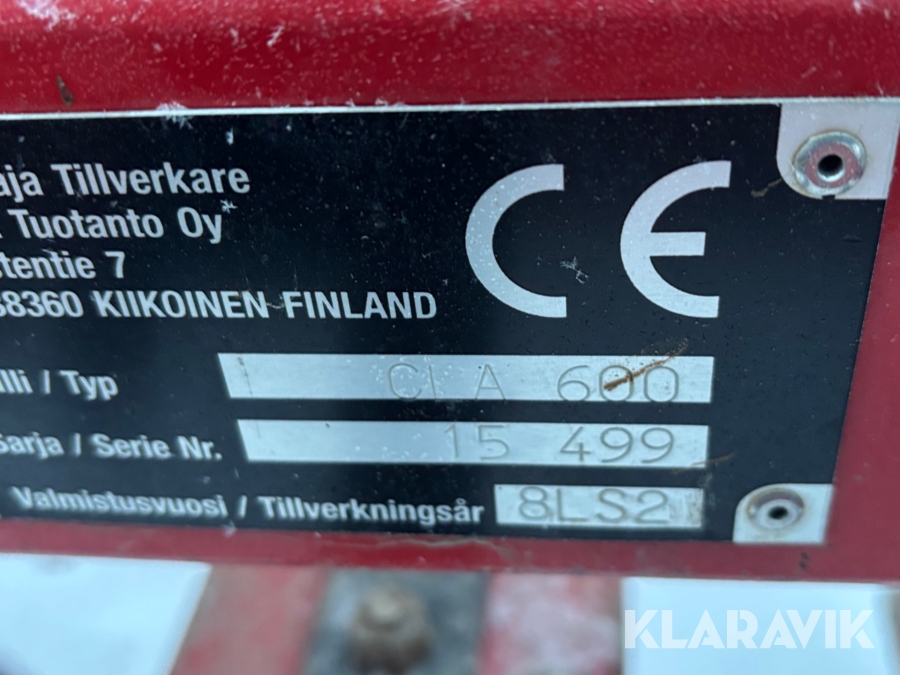 aja Tillverkare
Tuotanto Oy
tentie 7
38360 KIIKOINEN FINLAND
CE
lli / Typ CLA 600
Sarja / Serie Nr. 15 499
Valmistusvuosi / Tillverkningsår 8LS2
KLARAVIK